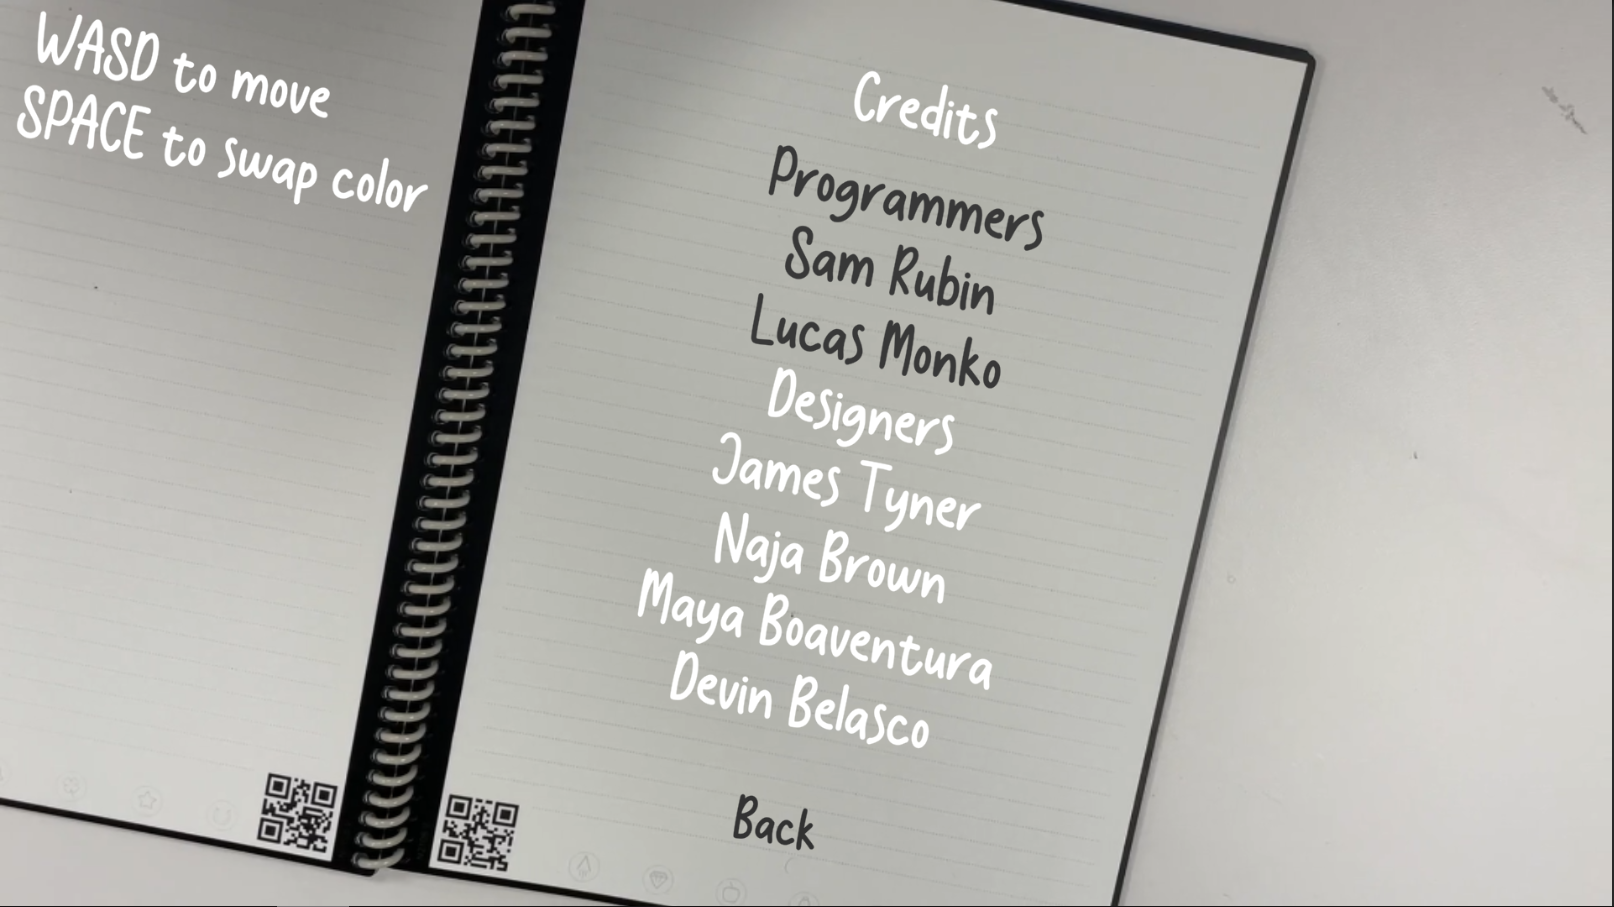 WASD to move
SPACE to swap color
Credits
Programmers
Sam Rubin
Lucas Monko
Designers
James Tyner
Naja Brown
Maya Boaventura
Devin Belasco
Back